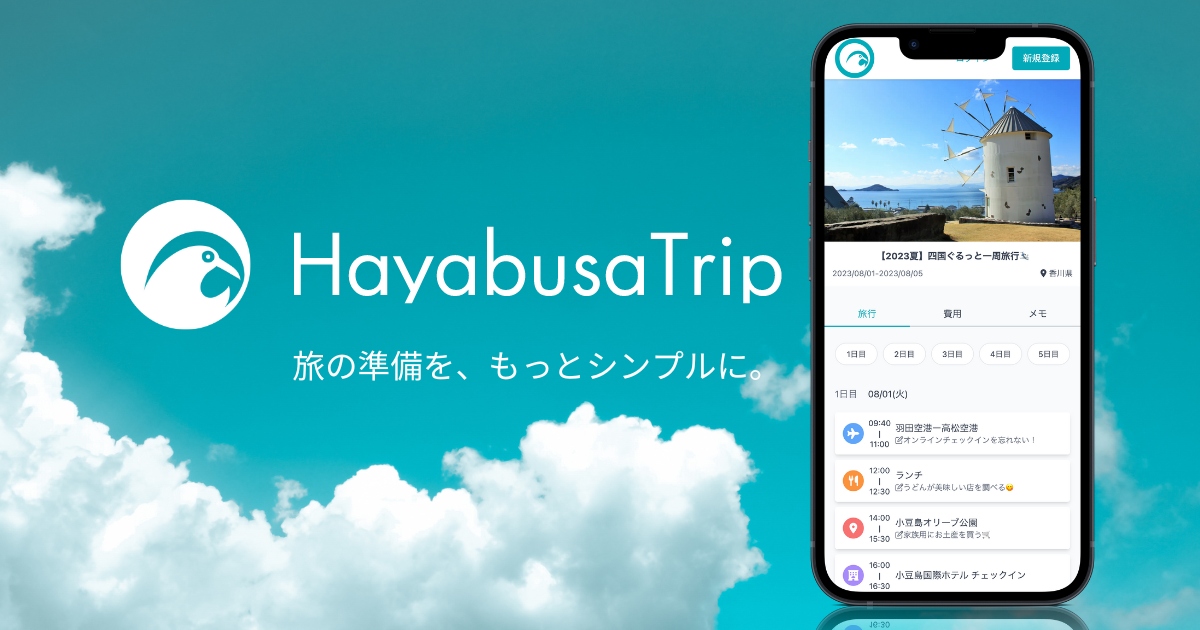 HayabusaTrip
旅の準備を、もっとシンプルに。
ログイン
新規登録
【2023夏】四国ぐるっと一周旅行
2023/08/01-2023/08/05
香川県
旅行
費用
メモ
1日目
2日目
3日目
4日目
5日目
1日目 08/01(火)
09:40
|
11:00
羽田空港ー高松空港
オンラインチェックインを忘れない！
12:00
|
12:30
ランチ
うどんが美味しい店を調べる😋
14:00
|
15:30
小豆島オリーブ公園
家族用にお土産を買う
16:00
|
16:30
小豆島国際ホテル チェックイン